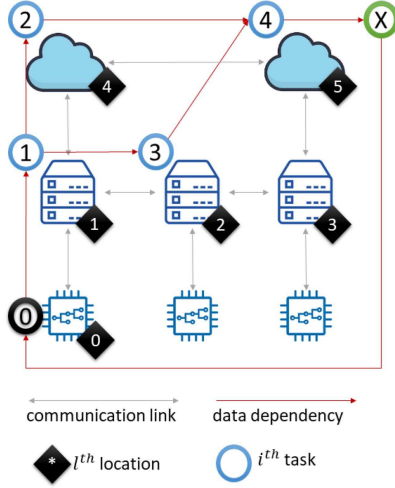 2 4 X
4 5
1 3
1 2 3
0
0
communication link data dependency
* l^th location i^th task